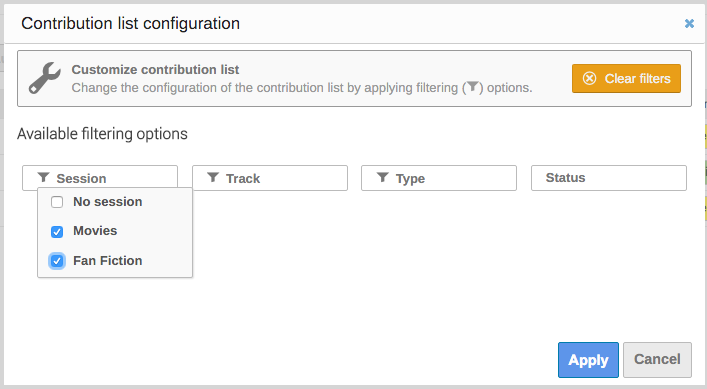 Contribution list configuration
Customize contribution list
Change the configuration of the contribution list by applying filtering ( ) options.
Clear filters
Available filtering options
Session
Track
Type
Status
No session
Movies
Fan Fiction
Apply
Cancel